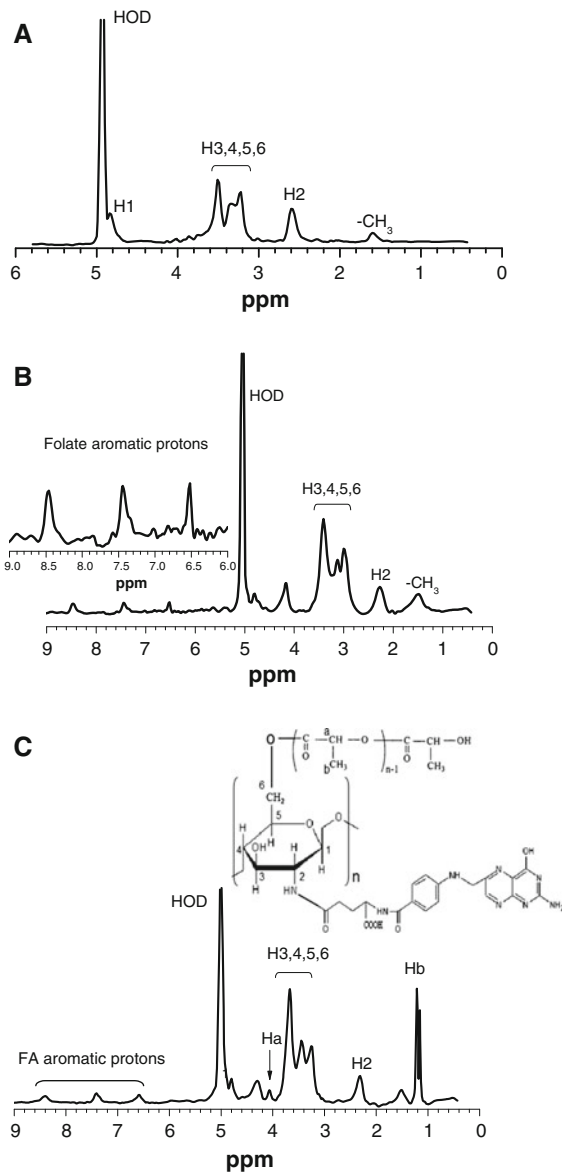 A
HOD
H1
H3,4,5,6
H2
-CH3
6 5 4 3 2 1 0
ppm
B
HOD
Folate aromatic protons
H3,4,5,6
H2
-CH3
9.0 8.5 8.0 7.5 7.0 6.5 6.0
ppm
9 8 7 6 5 4 3 2 1 0
ppm
C
O
C
a
CH
O
C
CH
OH
O
b
CH3
n-1
O
CH3
6
CH2
5
O
O
H
H
4
OH
H
1
3
2
H
H
n
HN
OH
N
N
HN
N
N
NH2
O
NH
O
COOH
HOD
H3,4,5,6
Ha
Hb
FA aromatic protons
H2
9 8 7 6 5 4 3 2 1 0
ppm